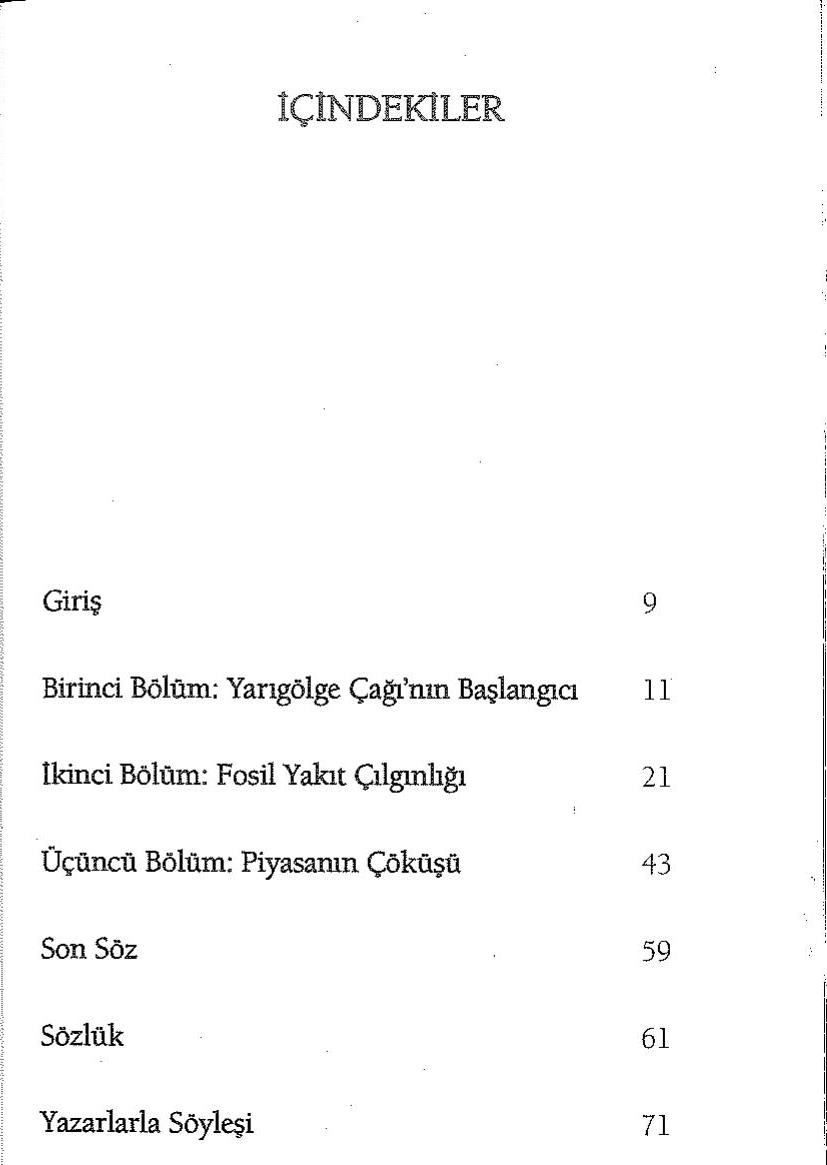 İÇİNDEKİLER
Giriş 9
Birinci Bölüm: Yarıgölge Çağı'nın Başlangıcı 11
İkinci Bölüm: Fosil Yakıt Çılgınlığı 21
Üçüncü Bölüm: Piyasanın Çöküşü 43
Son Söz 59
Sözlük 61
Yazarlarla Söyleşi 71